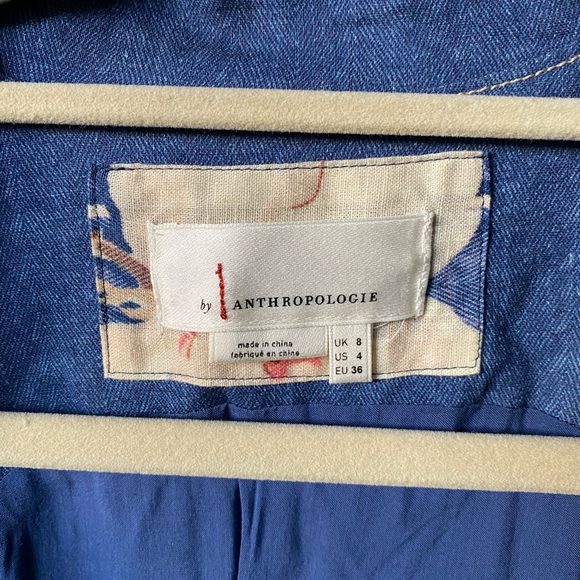 by ANTHROPOLOGIE
made in china
fabriqué en chine
UK 8
US 4
EU 36